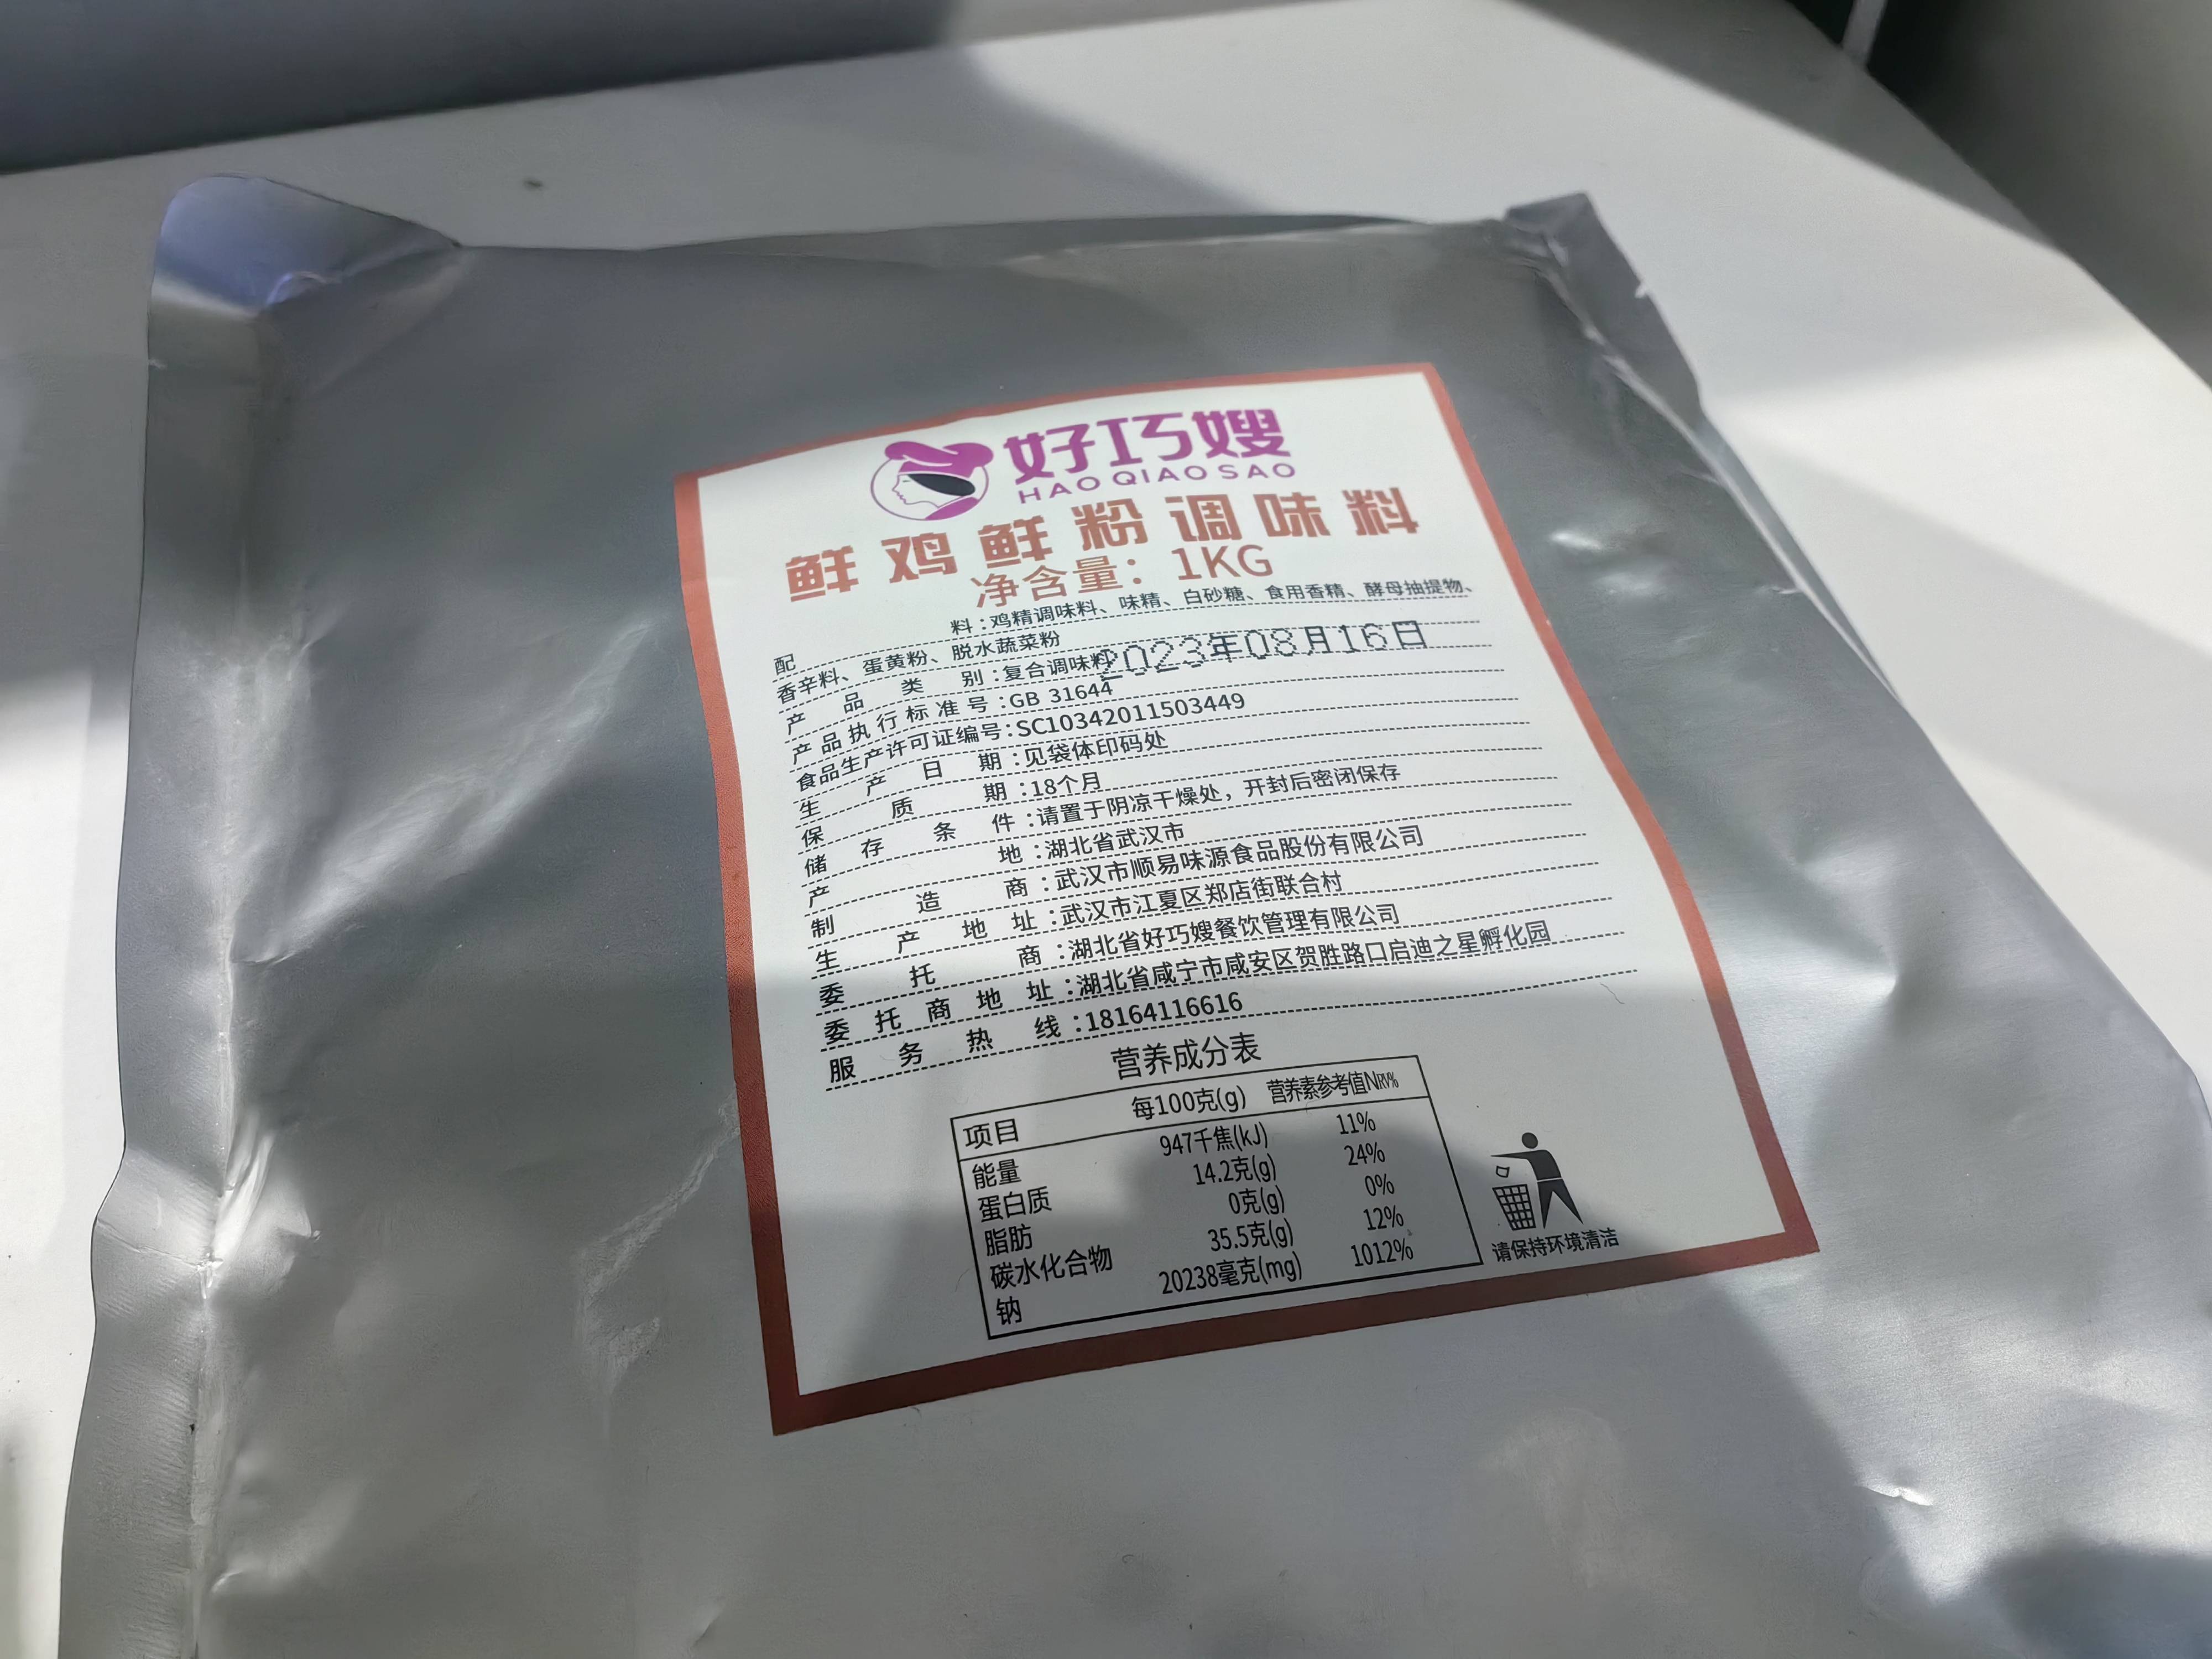 好巧嫂
HAO QIAO SAO
鲜鸡鲜粉调味料
净含量：1KG
配料:鸡精调味料、味精、白砂糖、食用香精、酵母抽提物、
香辛料、蛋黄粉、脱水蔬菜粉
2023年08月16日
产品类别:复合调味料
产品执行标准号:GB 31644
食品生产许可证编号:SC10342011503449
生产日期:见袋体印码处
保质期:18个月
储存条件:请置于阴凉干燥处，开封后密闭保存
产地:湖北省武汉市
制造商:武汉市顺易味源食品股份有限公司
生产地址:武汉市江夏区郑店街联合村
委托商:湖北省好巧嫂餐饮管理有限公司
委托商地址:湖北省咸宁市咸安区贺胜路口启迪之星孵化园
服务热线:18164116616
营养成分表
项目 每100克(g) 营养素参考值NRV%
能量 947千焦(kJ) 11%
蛋白质 14.2克(g) 24%
脂肪 0克(g) 0%
碳水化合物 35.5克(g) 12%
钠 20238毫克(mg) 1012%
请保持环境清洁